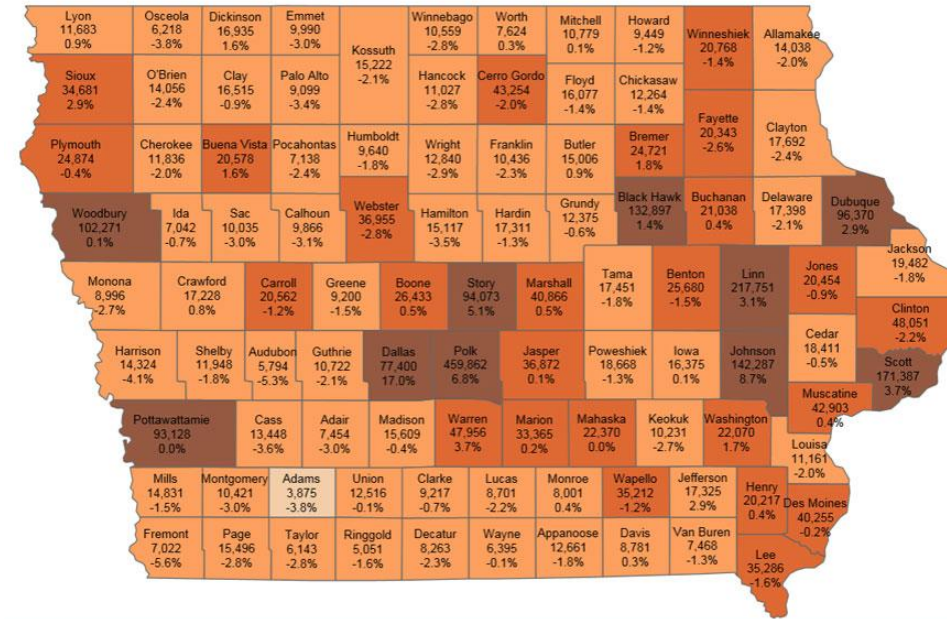 Lyon
11,683
0.9%
Osceola
6,218
-3.8%
Dickinson
16,935
1.6%
Emmet
9,990
-3.0%
Kossuth
15,222
-2.1%
Winnebago
10,559
-2.8%
Worth
7,624
0.3%
Mitchell
10,779
0.1%
Howard
9,449
-1.2%
Winneshiek
20,768
-1.4%
Allamakee
14,038
-2.0%
Sioux
34,681
2.9%
O'Brien
14,056
-2.4%
Clay
16,515
-0.9%
Palo Alto
9,099
-3.4%
Hancock
11,027
-2.8%
Cerro Gordo
43,254
-2.0%
Floyd
16,077
-1.4%
Chickasaw
12,264
-1.4%
Fayette
20,343
-2.6%
Clayton
17,692
-2.4%
Plymouth
24,874
-0.4%
Cherokee
11,836
-2.0%
Buena Vista
20,578
1.6%
Pocahontas
7,138
-2.4%
Humboldt
9,640
-1.8%
Wright
12,840
-2.9%
Franklin
10,436
-2.3%
Butler
15,006
0.9%
Bremer
24,721
1.8%
Woodbury
102,271
0.1%
Ida
7,042
-0.7%
Sac
10,035
-3.0%
Calhoun
9,866
-3.1%
Webster
36,955
-2.8%
Hamilton
15,117
-3.5%
Hardin
17,311
-1.3%
Grundy
12,375
-0.6%
Black Hawk
132,897
1.4%
Buchanan
21,038
0.4%
Delaware
17,398
-2.1%
Dubuque
96,370
2.9%
Monona
8,996
-2.7%
Crawford
17,228
0.8%
Carroll
20,562
-1.2%
Greene
9,200
-1.5%
Boone
26,433
0.5%
Story
94,073
5.1%
Marshall
40,866
0.5%
Tama
17,451
-1.8%
Benton
25,680
-1.5%
Linn
217,751
3.1%
Jones
20,454
-0.9%
Jackson
19,482
-1.8%
Clinton
48,051
-2.2%
Harrison
14,324
-4.1%
Shelby
11,948
-1.8%
Audubon
5,794
-5.3%
Guthrie
10,722
-2.1%
Dallas
77,400
17.0%
Polk
459,862
6.8%
Jasper
36,872
0.1%
Poweshiek
18,668
-1.3%
Iowa
16,375
0.1%
Johnson
142,287
8.7%
Cedar
18,411
-0.5%
Scott
171,387
3.7%
Muscatine
42,903
0.4%
Pottawattamie
93,128
0.0%
Cass
13,448
-3.6%
Adair
7,454
-3.0%
Madison
15,609
-0.4%
Warren
47,956
3.7%
Marion
33,365
0.2%
Mahaska
22,370
0.0%
Keokuk
10,231
-2.7%
Washington
22,070
1.7%
Louisa
11,161
-2.0%
Mills
14,831
-1.5%
Montgomery
10,421
-3.0%
Adams
3,875
-3.8%
Union
12,516
-0.1%
Clarke
9,217
-0.7%
Lucas
8,701
-2.2%
Monroe
8,001
0.4%
Wapello
35,212
-1.2%
Jefferson
17,325
2.9%
Henry
20,217
0.4%
Des Moines
40,255
-0.2%
Fremont
7,022
-5.6%
Page
15,496
-2.8%
Taylor
6,143
-2.8%
Ringgold
5,051
-1.6%
Decatur
8,263
-2.3%
Wayne
6,395
-0.1%
Appanoose
12,661
-1.8%
Davis
8,781
0.3%
Van Buren
7,468
-1.3%
Lee
35,286
-1.6%